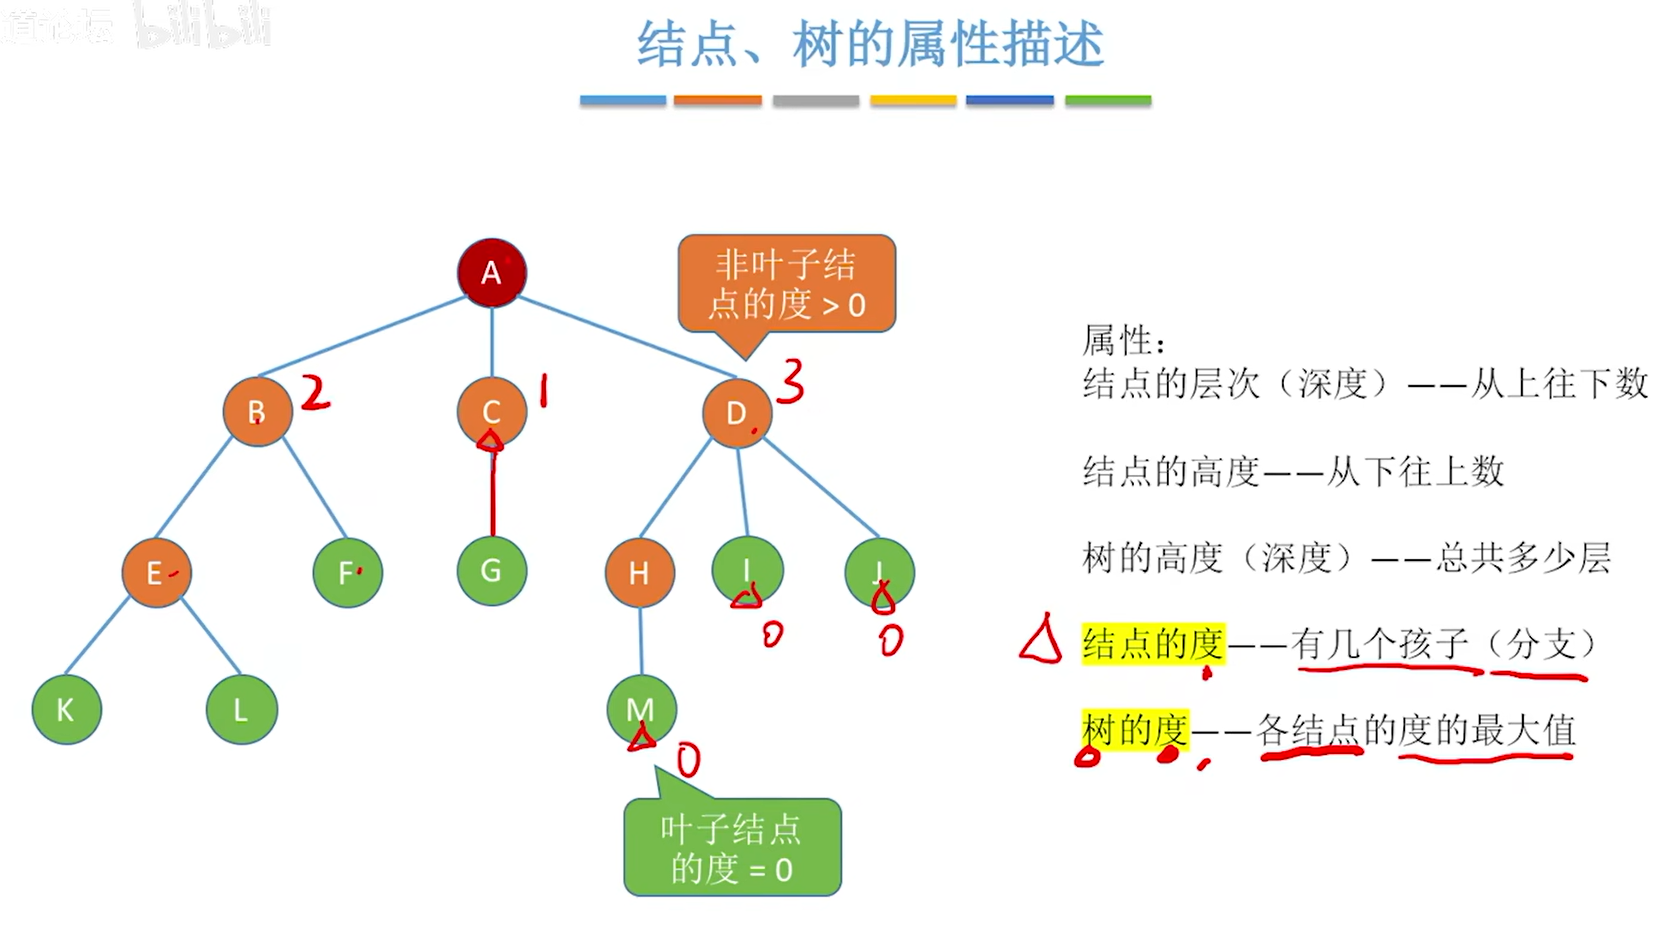 道论坛 bilibili
结点、树的属性描述
A
非叶子结
点的度 > 0
B 2
C 1
D 3
属性：
结点的层次（深度）——从上往下数
结点的高度——从下往上数
树的高度（深度）——总共多少层
结点的度——有几个孩子（分支）
树的度——各结点的度的最大值
E
F
G
H
I
J
0
0
K
L
M
0
叶子结点
的度 = 0